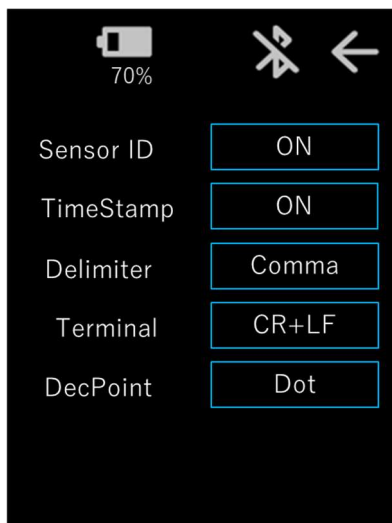 70%
Sensor ID ON
TimeStamp ON
Delimiter Comma
Terminal CR+LF
DecPoint Dot